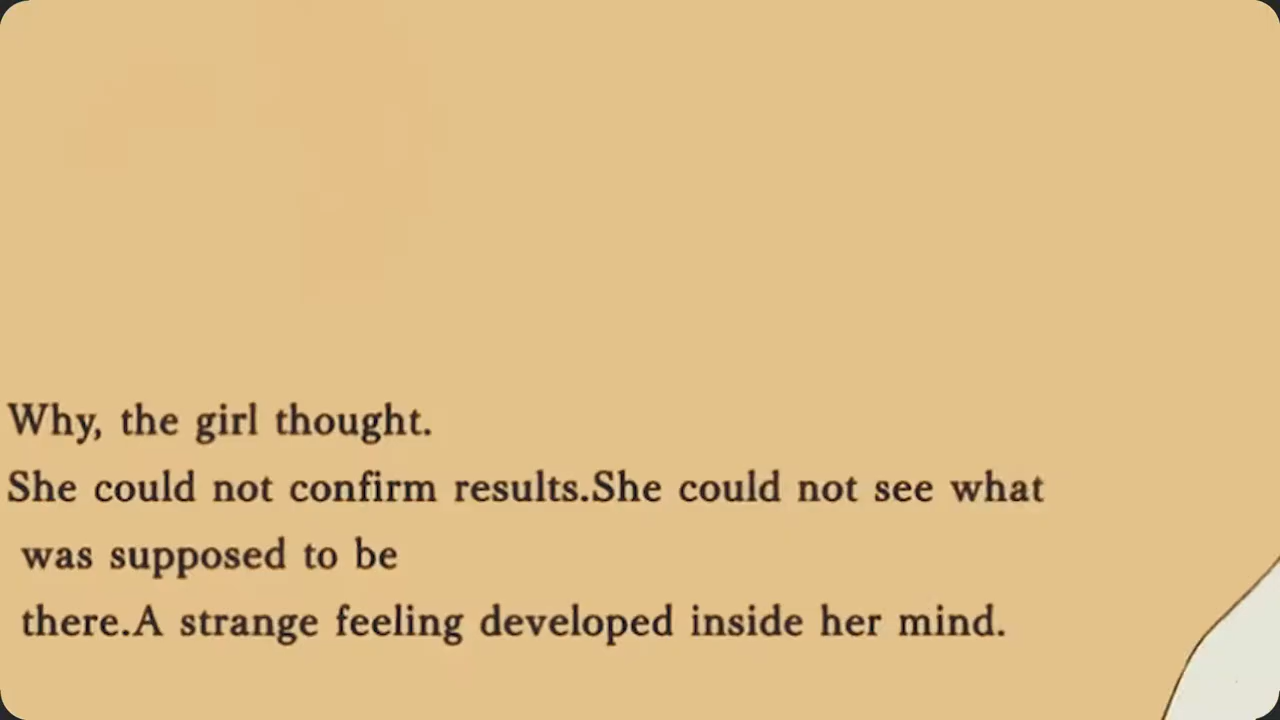 Why, the girl thought.
She could not confirm results.She could not see what
was supposed to be
there.A strange feeling developed inside her mind.